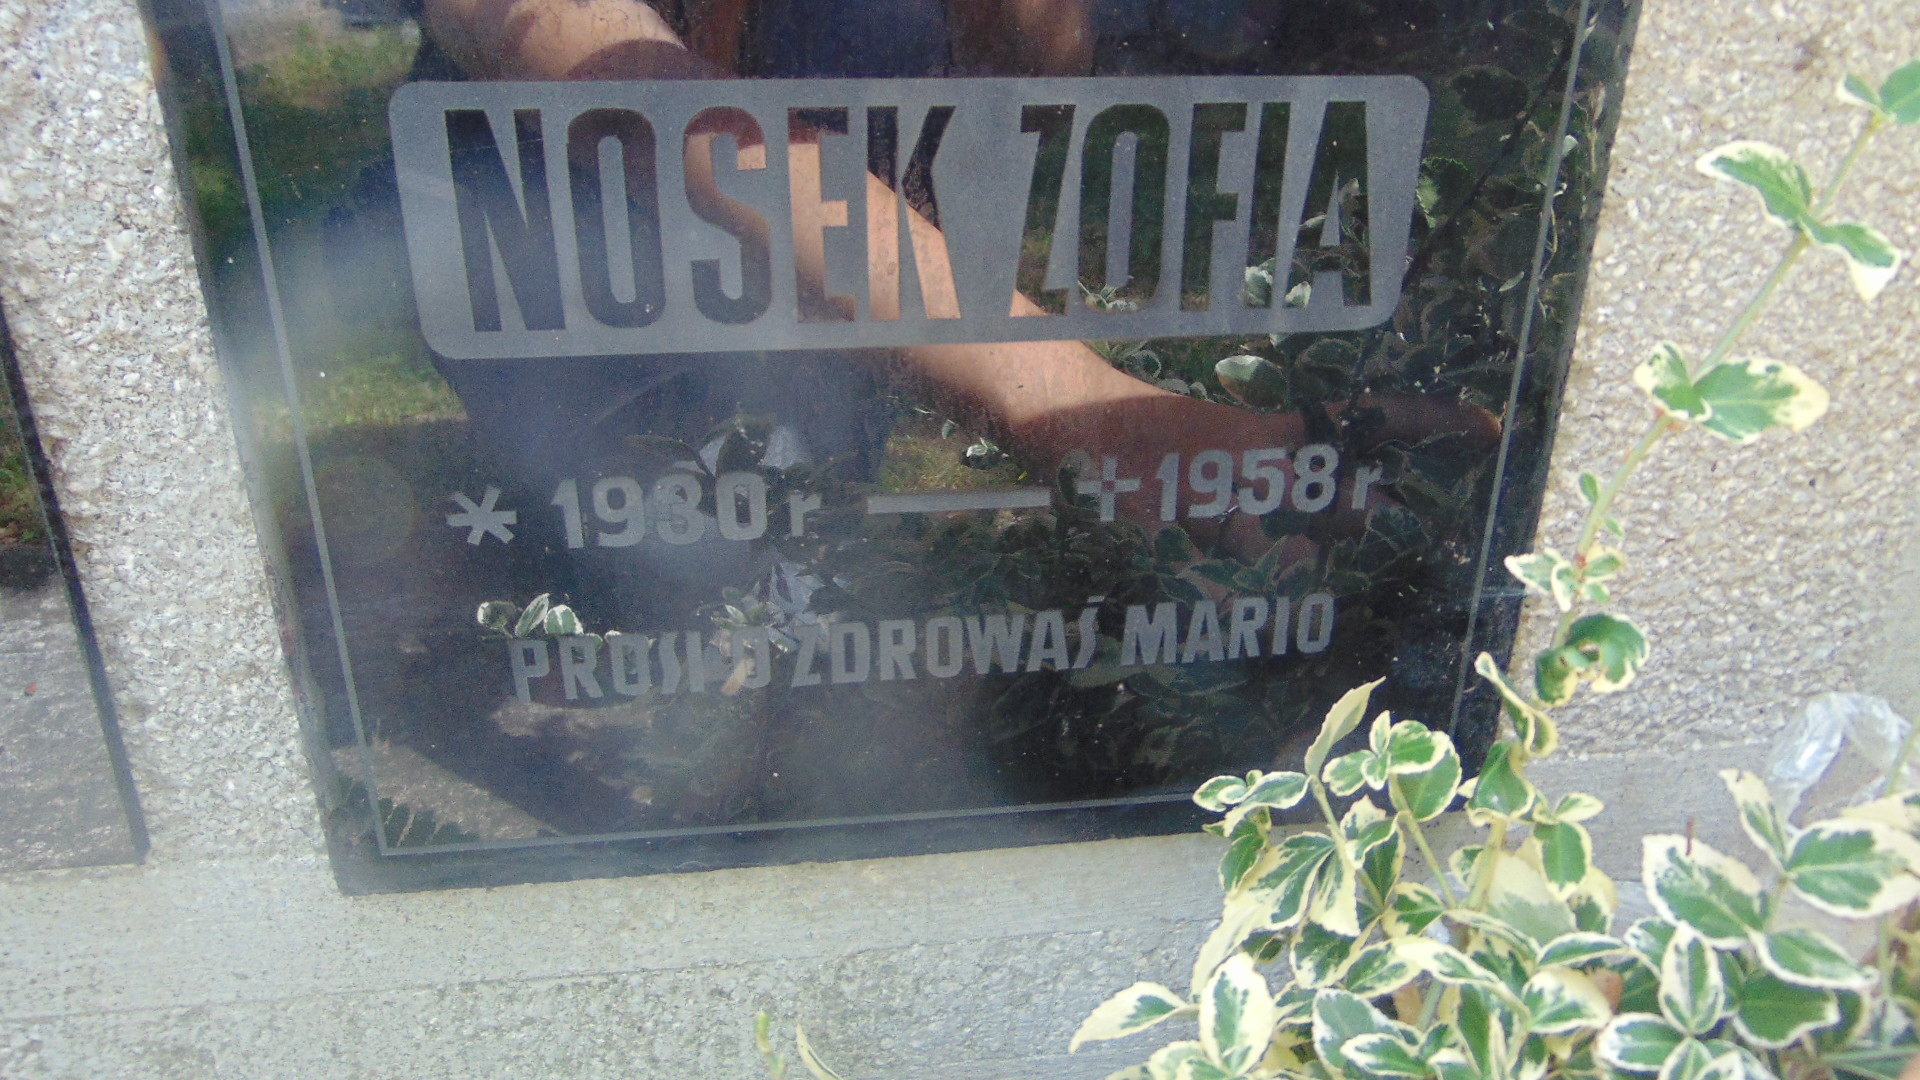 NOSEK ZOFIA
* 1930 r — + 1958 r
PROSI O ZDROWAŚ MARIO